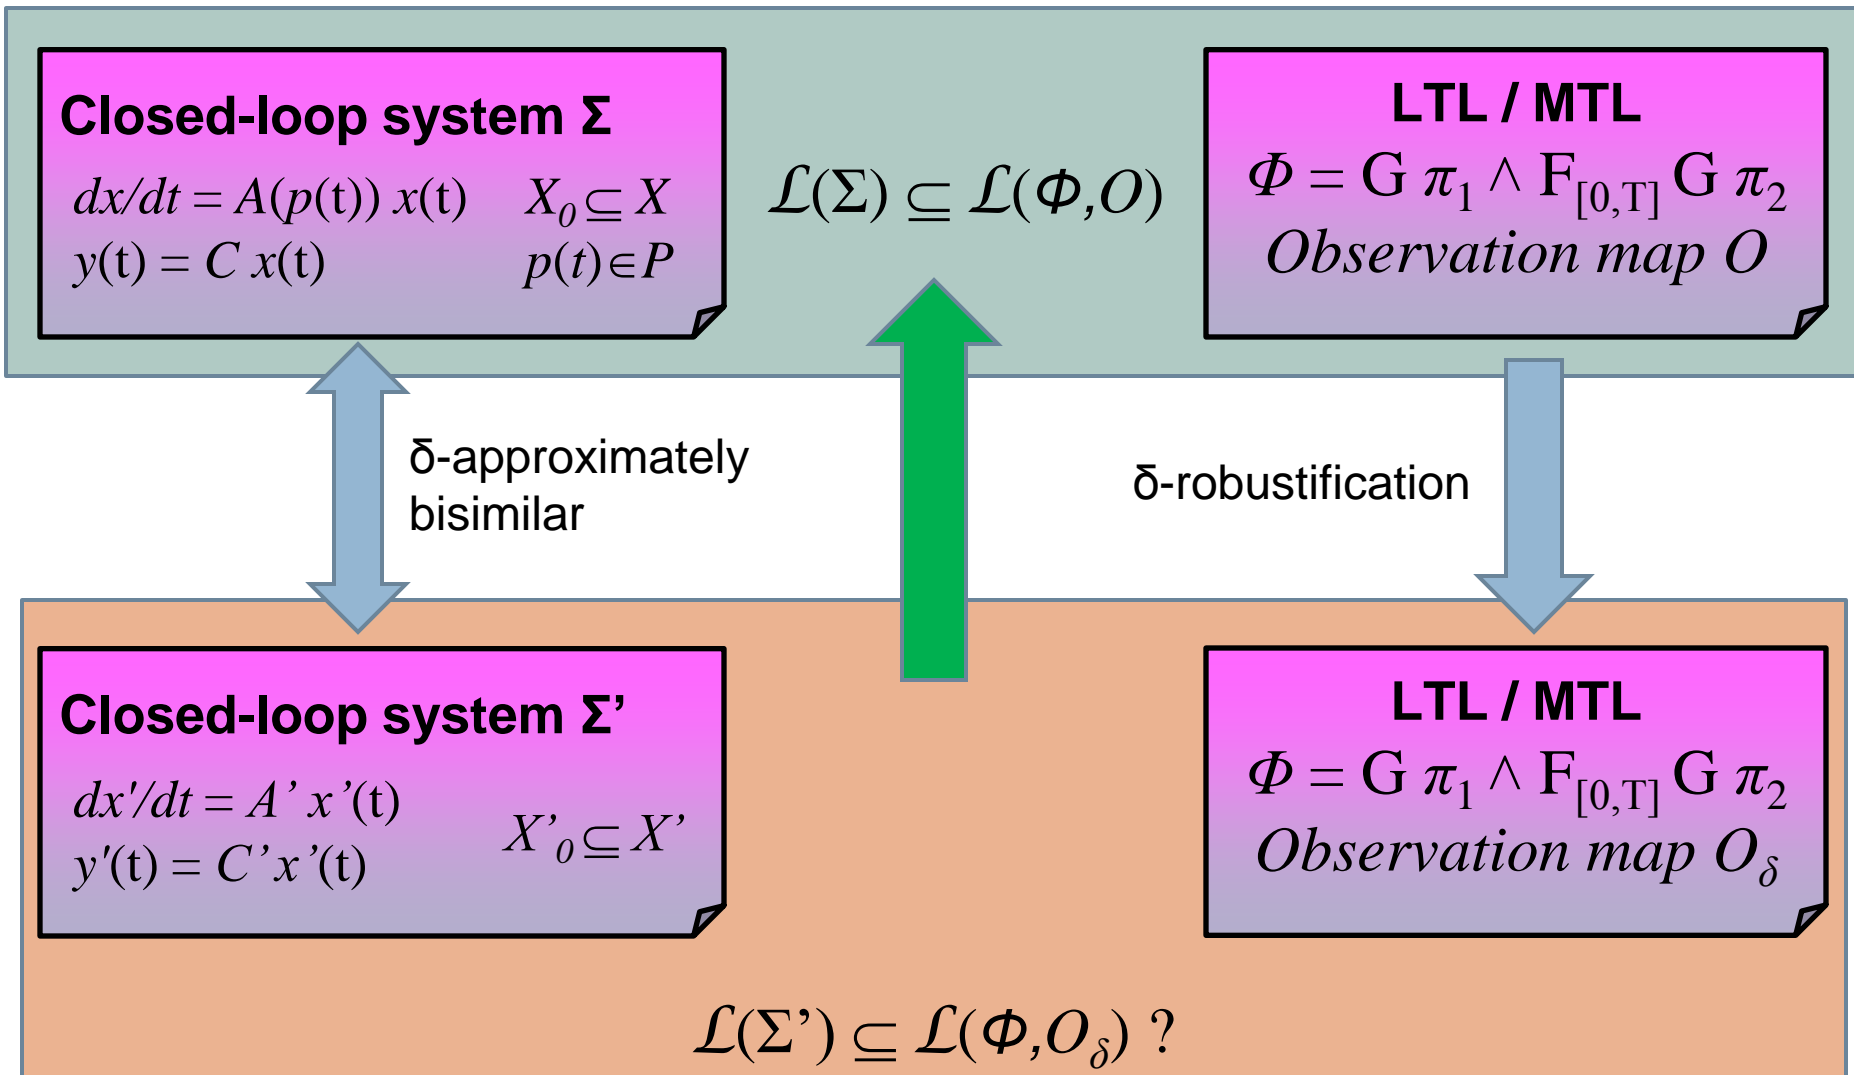 Closed-loop system Σ
dx/dt = A(p(t)) x(t) X₀ ⊆ X
y(t) = C x(t) p(t)∈P
ℒ(Σ) ⊆ ℒ(Φ,O)
LTL / MTL
Φ = G π₁ ∧ F[0,T] G π₂
Observation map O
δ-approximately
bisimilar
δ-robustification
Closed-loop system Σ’
dx'/dt = A’ x’(t)
y'(t) = C’ x’(t)
X’₀ ⊆ X’
LTL / MTL
Φ = G π₁ ∧ F[0,T] G π₂
Observation map Oδ
ℒ(Σ’) ⊆ ℒ(Φ,Oδ) ?